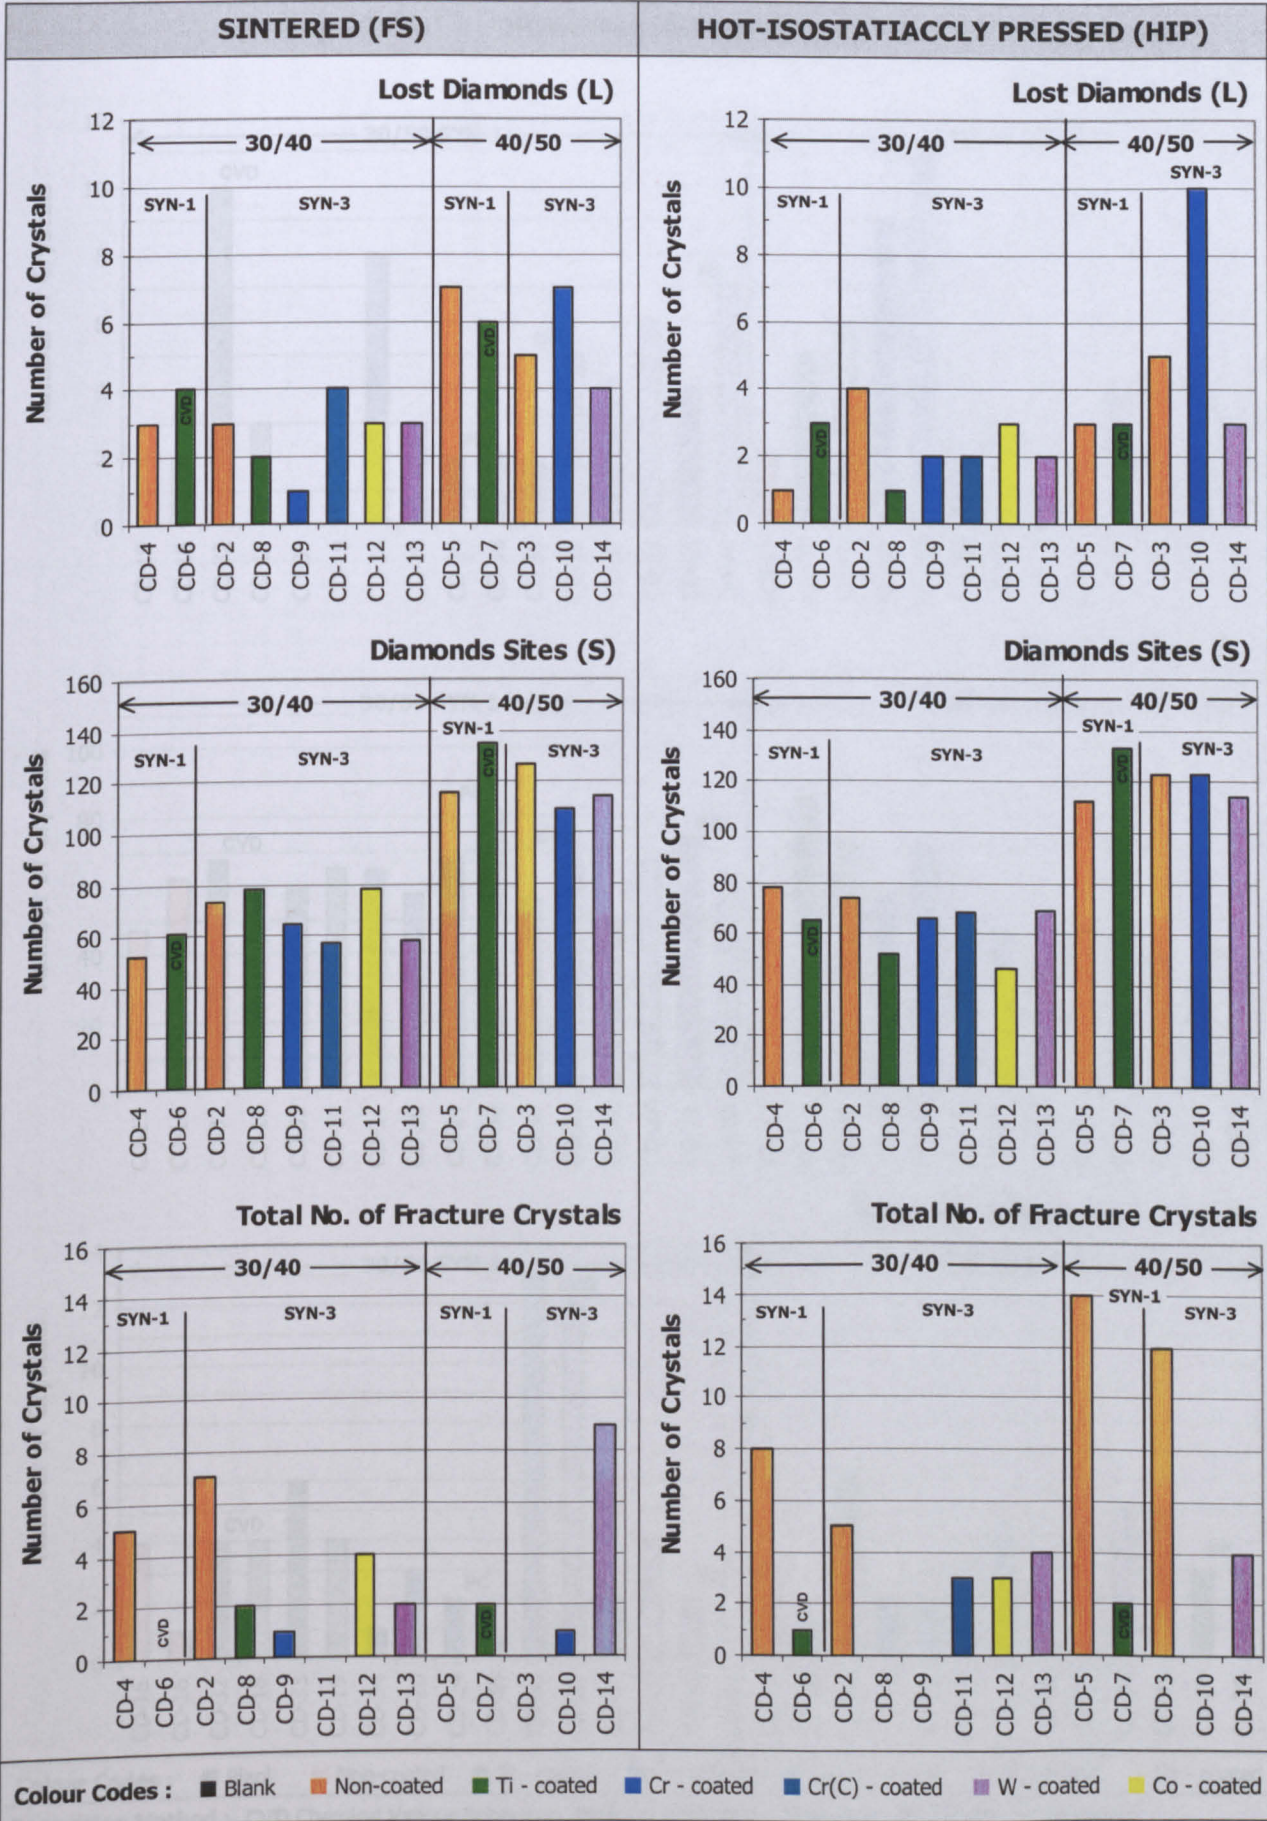 SINTERED (FS)
HOT-ISOSTATIACCLY PRESSED (HIP)
Lost Diamonds (L)
Number of Crystals
12
10
8
6
4
2
0
30/40
40/50
SYN-1
SYN-3
SYN-1
SYN-3
CVD
CVD
CD-4
CD-6
CD-2
CD-8
CD-9
CD-11
CD-12
CD-13
CD-5
CD-7
CD-3
CD-10
CD-14
Lost Diamonds (L)
Number of Crystals
12
10
8
6
4
2
0
30/40
40/50
SYN-1
SYN-3
SYN-1
SYN-3
CVD
CVD
CD-4
CD-6
CD-2
CD-8
CD-9
CD-11
CD-12
CD-13
CD-5
CD-7
CD-3
CD-10
CD-14
Diamonds Sites (S)
Number of Crystals
160
140
120
100
80
60
40
20
0
30/40
40/50
SYN-1
SYN-3
SYN-1
SYN-3
CVD
CVD
CD-4
CD-6
CD-2
CD-8
CD-9
CD-11
CD-12
CD-13
CD-5
CD-7
CD-3
CD-10
CD-14
Diamonds Sites (S)
Number of Crystals
160
140
120
100
80
60
40
20
0
30/40
40/50
SYN-1
SYN-3
SYN-1
SYN-3
CVD
CVD
CD-4
CD-6
CD-2
CD-8
CD-9
CD-11
CD-12
CD-13
CD-5
CD-7
CD-3
CD-10
CD-14
Total No. of Fracture Crystals
Number of Crystals
16
14
12
10
8
6
4
2
0
30/40
40/50
SYN-1
SYN-3
SYN-1
SYN-3
CVD
CVD
CD-4
CD-6
CD-2
CD-8
CD-9
CD-11
CD-12
CD-13
CD-5
CD-7
CD-3
CD-10
CD-14
Total No. of Fracture Crystals
Number of Crystals
16
14
12
10
8
6
4
2
0
30/40
40/50
SYN-1
SYN-3
SYN-1
SYN-3
CVD
CVD
CD-4
CD-6
CD-2
CD-8
CD-9
CD-11
CD-12
CD-13
CD-5
CD-7
CD-3
CD-10
CD-14
Colour Codes : Blank Non-coated Ti - coated Cr - coated Cr(C) - coated W - coated Co - coated